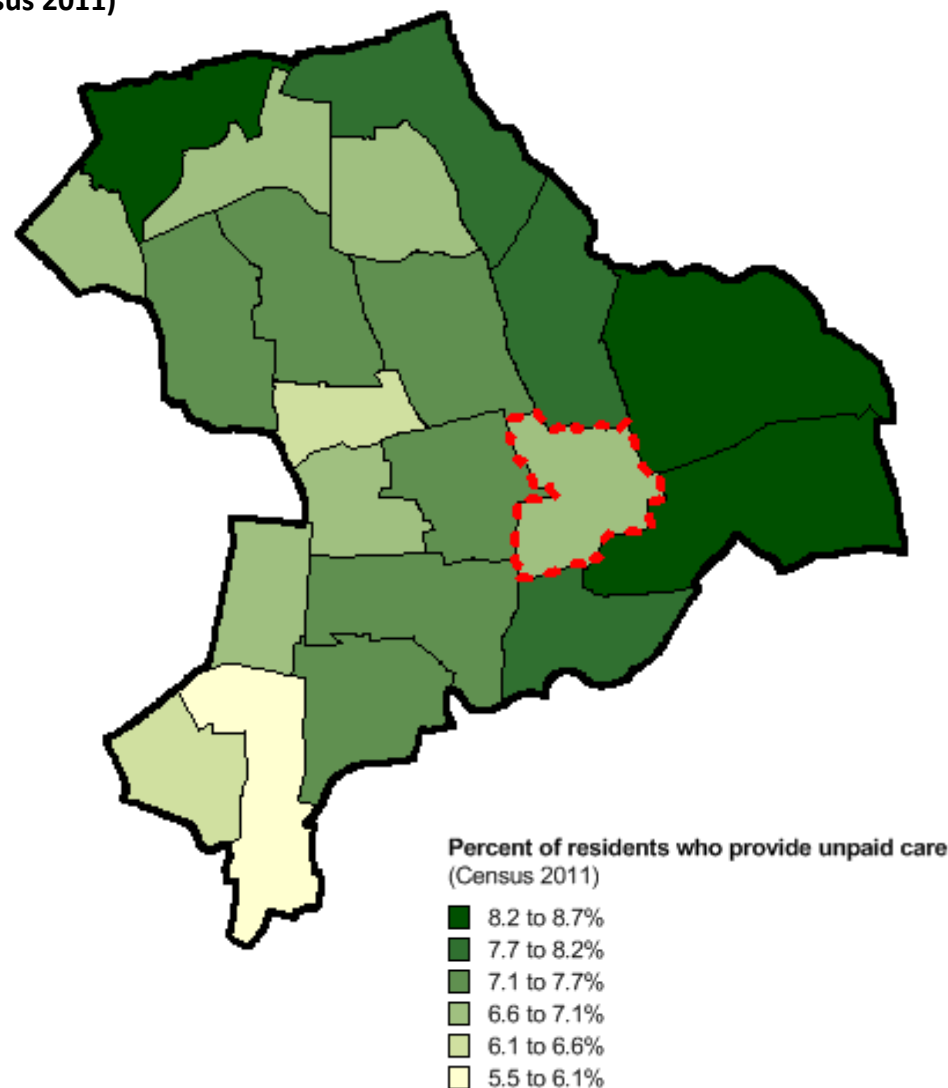 sus 2011)
Percent of residents who provide unpaid care
(Census 2011)
8.2 to 8.7%
7.7 to 8.2%
7.1 to 7.7%
6.6 to 7.1%
6.1 to 6.6%
5.5 to 6.1%